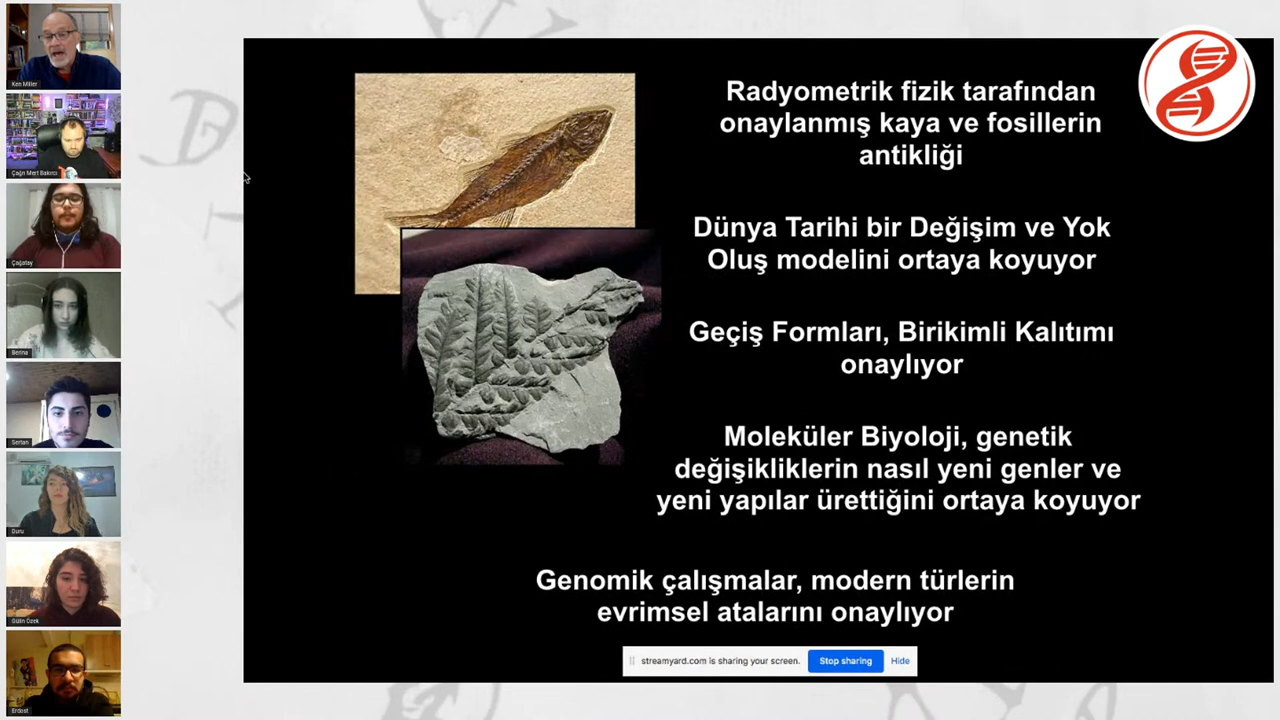 Ken Miller
Çağrı Mert Bakırcı
Çağatay
Berina
Sertan
Duru
Gülin Özek
Erdost
Radyometrik fizik tarafından
onaylanmış kaya ve fosillerin
antikliği
Dünya Tarihi bir Değişim ve Yok
Oluş modelini ortaya koyuyor
Geçiş Formları, Birikimli Kalıtımı
onaylıyor
Moleküler Biyoloji, genetik
değişikliklerin nasıl yeni genler ve
yeni yapılar ürettiğini ortaya koyuyor
Genomik çalışmalar, modern türlerin
evrimsel atalarını onaylıyor
streamyard.com is sharing your screen. Stop sharing Hide